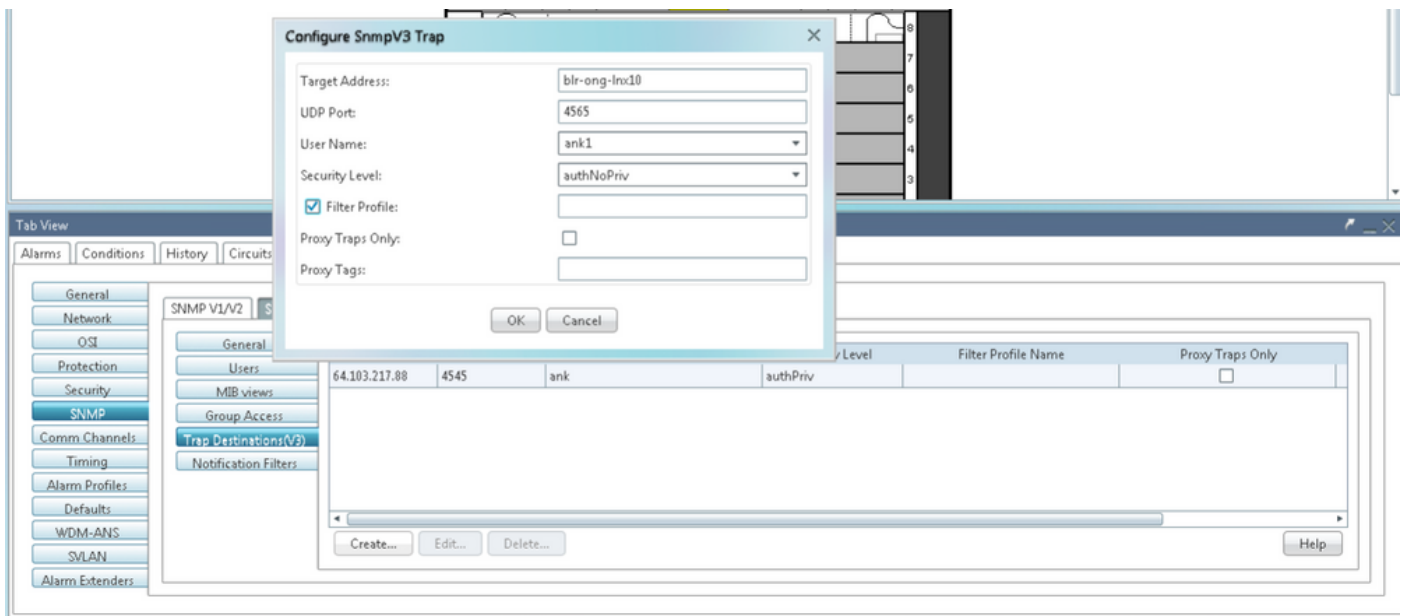 Configure SnmpV3 Trap
Target Address: blr-ong-lnx10
UDP Port: 4565
User Name: ank1
Security Level: authNoPriv
Filter Profile:
Proxy Traps Only:
Proxy Tags:
OK Cancel
8
7
6
5
4
3
Tab View
Alarms Conditions History Circuits
General
Network
OSI
Protection
Security
SNMP
Comm Channels
Timing
Alarm Profiles
Defaults
WDM-ANS
SVLAN
Alarm Extenders
SNMP V1/V2 S
General
Users
MIB views
Group Access
Trap Destinations(V3)
Notification Filters
y Level Filter Profile Name Proxy Traps Only
64.103.217.88 4545 ank authPriv
Create... Edit... Delete... Help